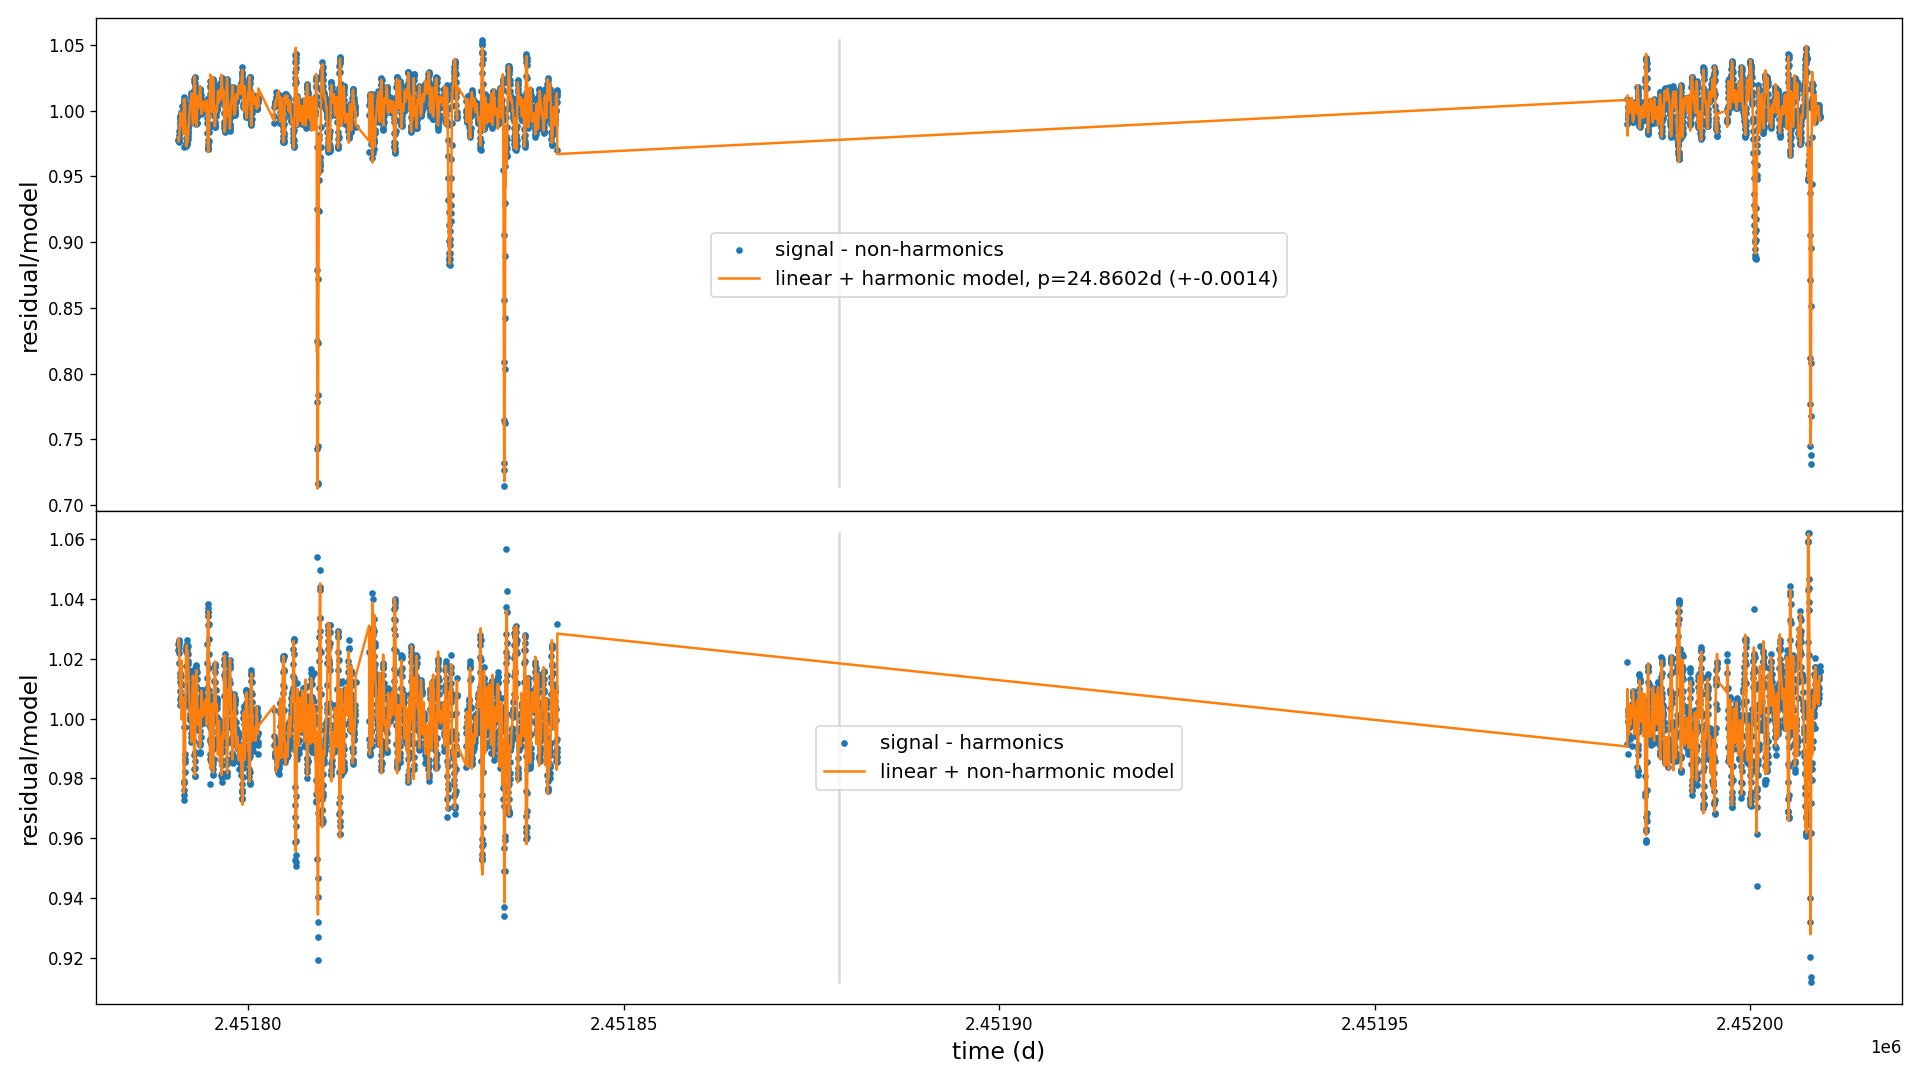 1.05
1.00
0.95
0.90
0.85
0.80
0.75
0.70
residual/model
signal - non-harmonics
linear + harmonic model, p=24.8602d (+-0.0014)
1.06
1.04
1.02
1.00
0.98
0.96
0.94
0.92
residual/model
signal - harmonics
linear + non-harmonic model
2.45180 2.45185 2.45190 2.45195 2.45200
1e6
time (d)